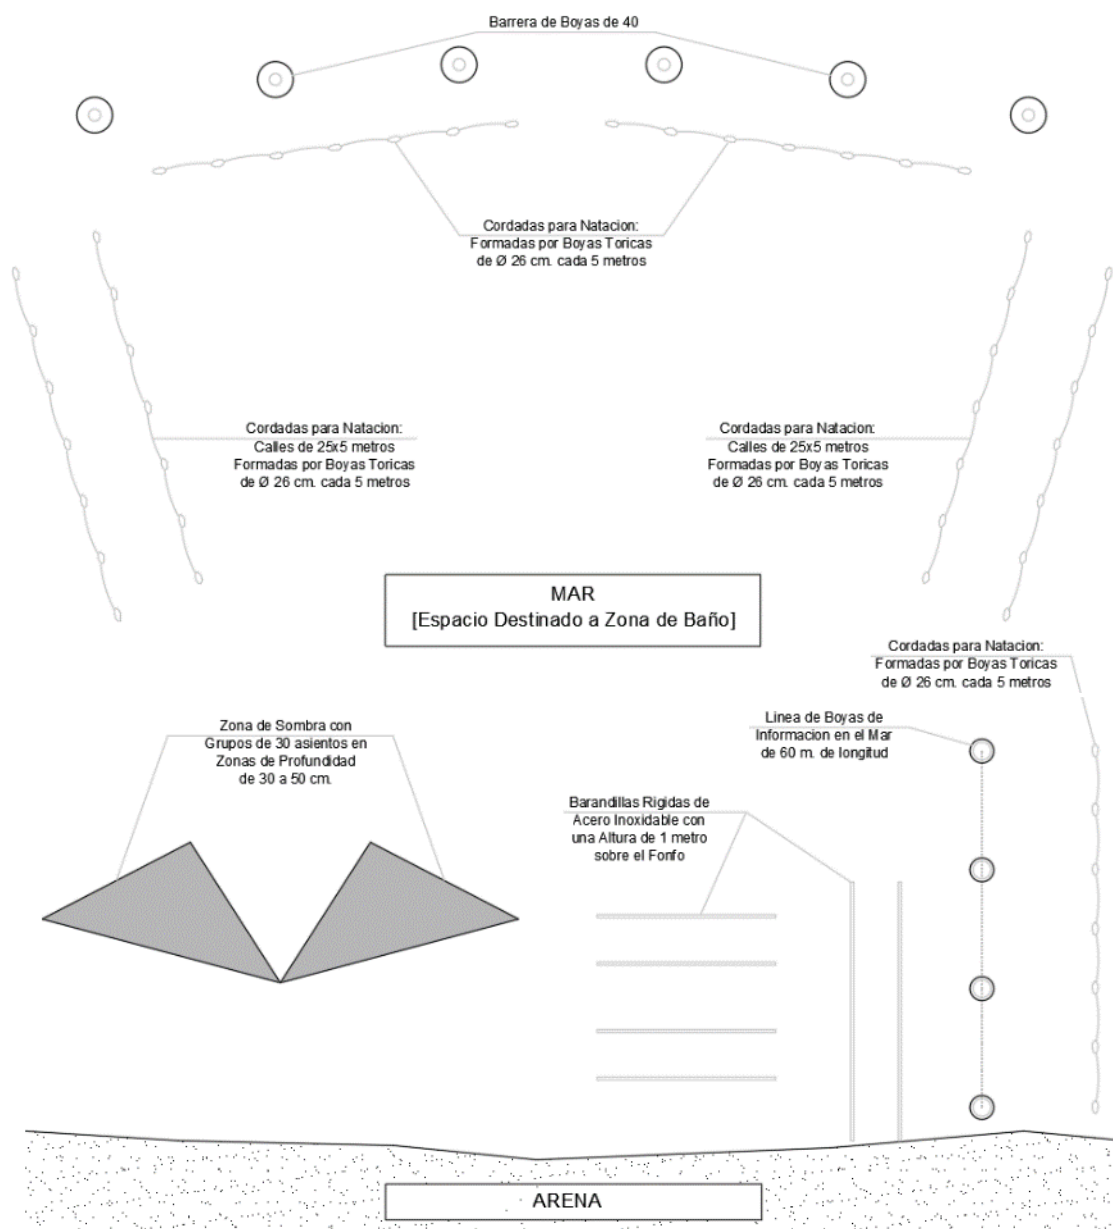 Barrera de Boyas de 40
Cordadas para Natacion:
Formadas por Boyas Toricas
de Ø 26 cm. cada 5 metros
Cordadas para Natacion:
Calles de 25x5 metros
Formadas por Boyas Toricas
de Ø 26 cm. cada 5 metros
Cordadas para Natacion:
Calles de 25x5 metros
Formadas por Boyas Toricas
de Ø 26 cm. cada 5 metros
MAR
[Espacio Destinado a Zona de Baño]
Cordadas para Natacion:
Formadas por Boyas Toricas
de Ø 26 cm. cada 5 metros
Zona de Sombra con
Grupos de 30 asientos en
Zonas de Profundidad
de 30 a 50 cm.
Linea de Boyas de
Informacion en el Mar
de 60 m. de longitud
Barandillas Rigidas de
Acero Inoxidable con
una Altura de 1 metro
sobre el Fonfo
ARENA